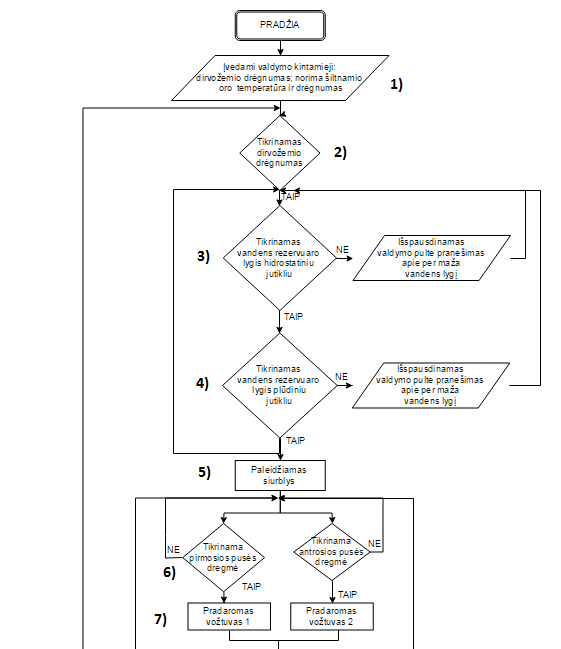 PRADŽIA
Įvedami valdymo kintamieji:
dirvožemio drėgnumas; norima šiltnamio
oro temperatūra ir drėgnumas
1)
Tikrinamas
dirvožemio
drėgnumas
2)
TAIP
3)
Tikrinamas
vandens rezervuaro
lygis hidrostatiniu
jutikliu
NE
Išspausdinamas
valdymo pulte pranešimas
apie per maža
vandens lygį
TAIP
4)
Tikrinamas
vandens rezervuaro
lygis plūdiniu
jutikliu
NE
Išspausdinamas
valdymo pulte pranešimas
apie per maža
vandens lygį
TAIP
5)
Paleidžiamas
siurblys
6)
NE
Tikrinama
pirmosios pusės
dregmė
TAIP
Tikrinama
antrosios pusės
dregmė
NE
TAIP
7)
Pradaromas
vožtuvas 1
Pradaromas
vožtuvas 2